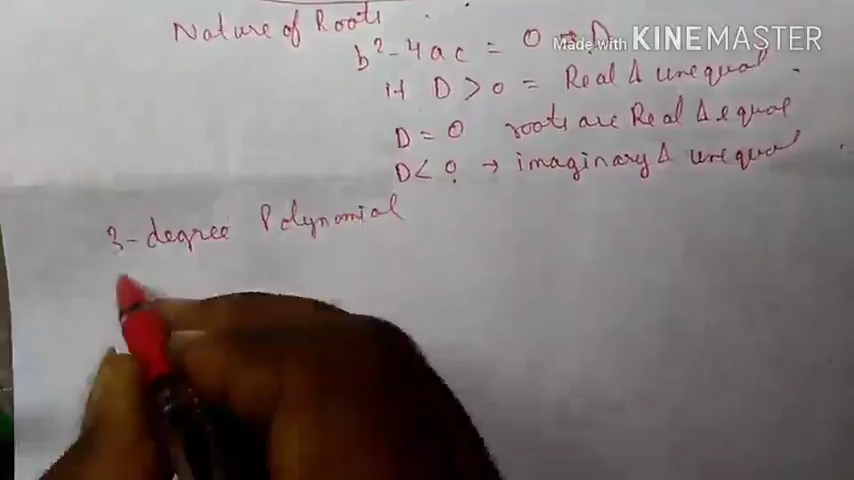 Nature of Roots
b²-4ac = 0 → D
Made with KINEMASTER
if D > 0 = Real & unequal
D = 0 roots are Real & equal
D < 0 → imaginary & unequal
3-degree Polynomial